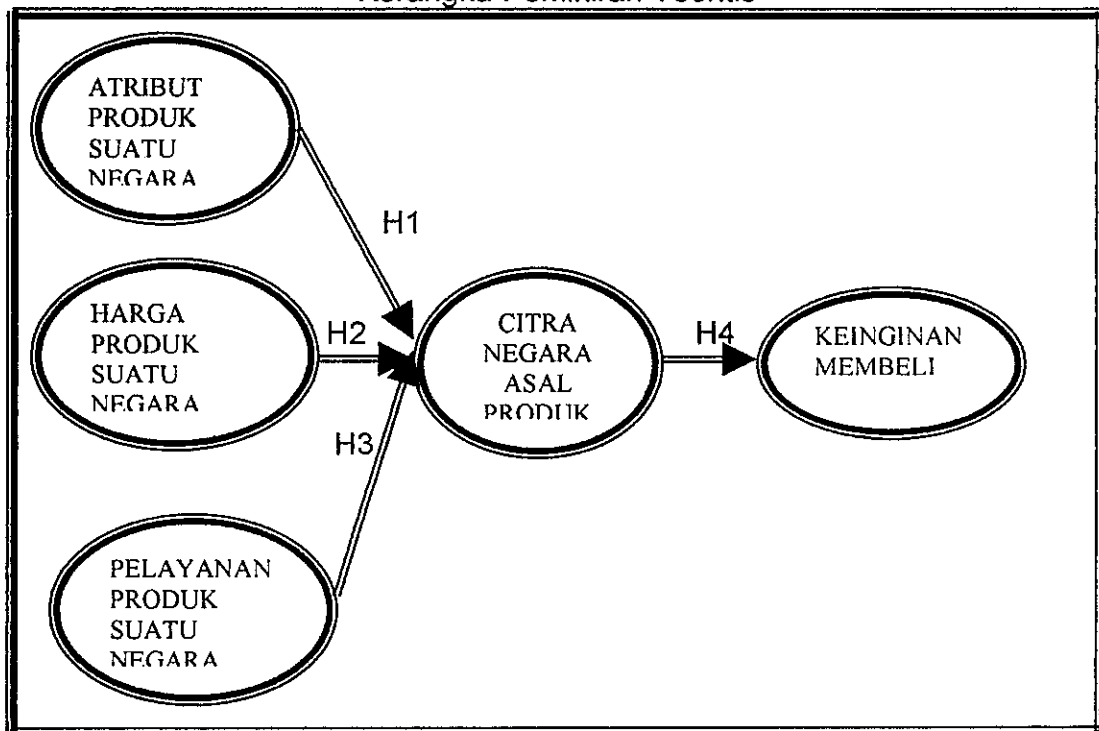 ATRIBUT
PRODUK
SUATU
NEGARA
H1
HARGA
PRODUK
SUATU
NEGARA
H2
CITRA
NEGARA
ASAL
PRODUK
H4
KEINGINAN
MEMBELI
H3
PELAYANAN
PRODUK
SUATU
NEGARA